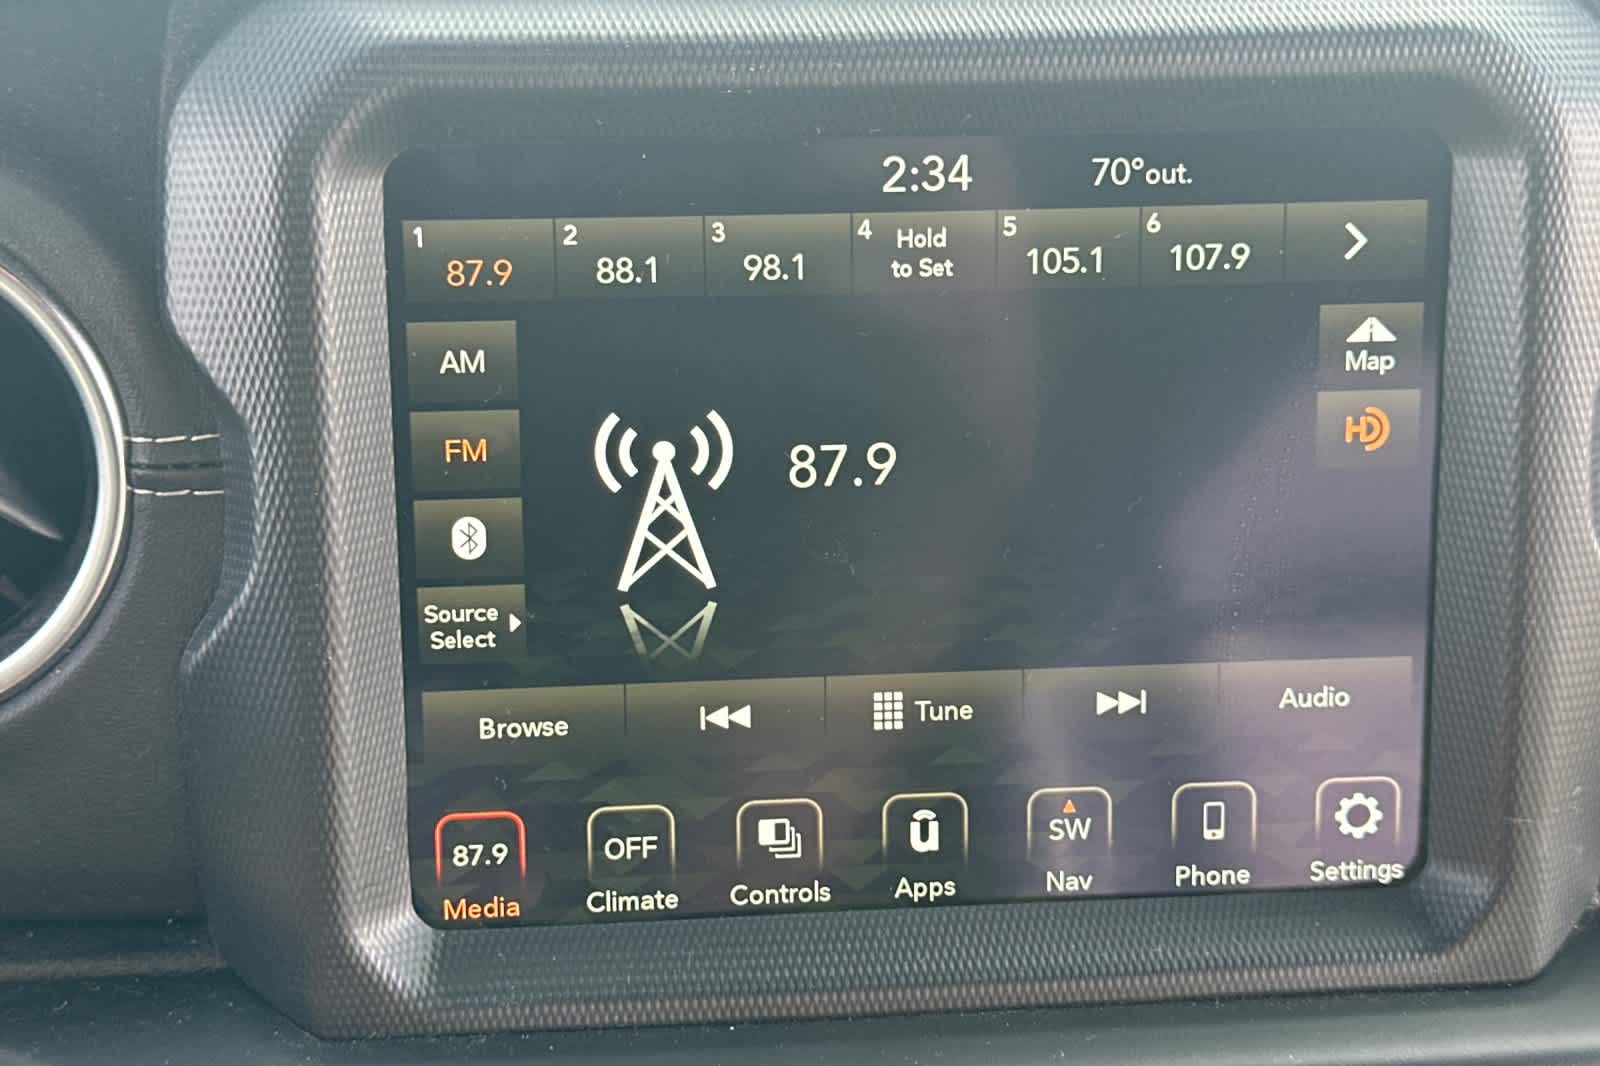 2:34 70°out.
1 87.9
2 88.1
3 98.1
4 Hold
to Set
5 105.1
6 107.9
AM
FM
Source
Select
87.9
Map
HD
Browse
Tune
Audio
87.9
Media
OFF
Climate
Controls
ū
Apps
SW
Nav
Phone
Settings